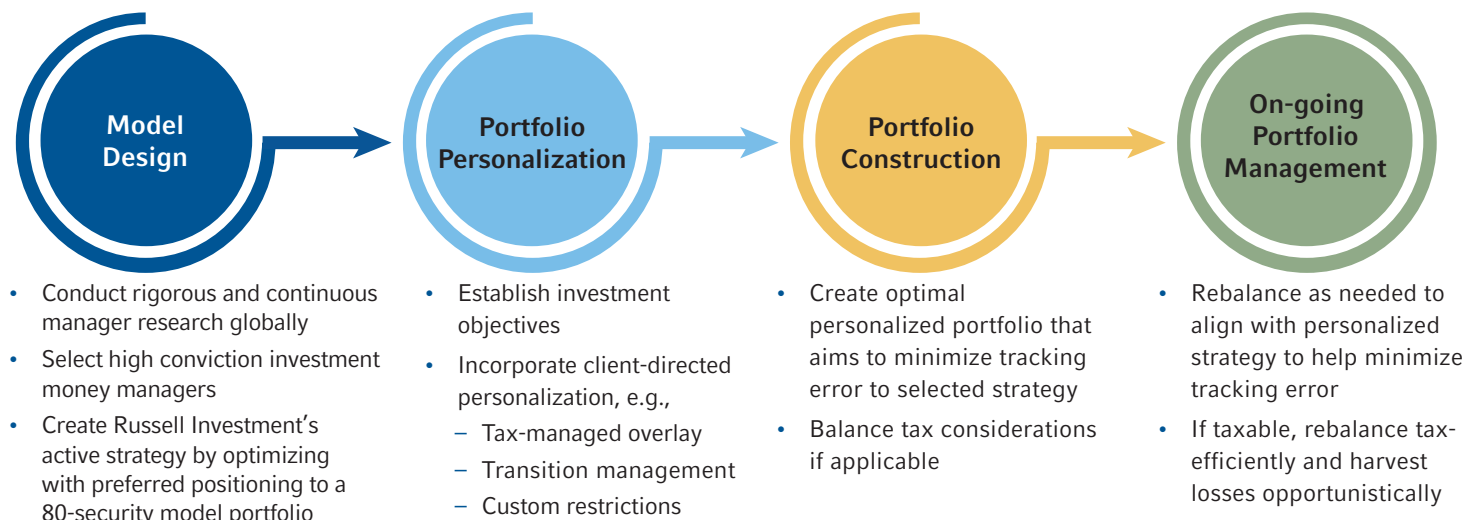 Model
Design
Portfolio
Personalization
Portfolio
Construction
On-going
Portfolio
Management
• Conduct rigorous and continuous
manager research globally
• Select high conviction investment
money managers
• Create Russell Investment’s
active strategy by optimizing
with preferred positioning to a
80-security model portfolio
• Establish investment
objectives
• Incorporate client-directed
personalization, e.g.,
– Tax-managed overlay
– Transition management
– Custom restrictions
• Create optimal
personalized portfolio that
aims to minimize tracking
error to selected strategy
• Balance tax considerations
if applicable
• Rebalance as needed to
align with personalized
strategy to help minimize
tracking error
• If taxable, rebalance tax-
efficiently and harvest
losses opportunistically